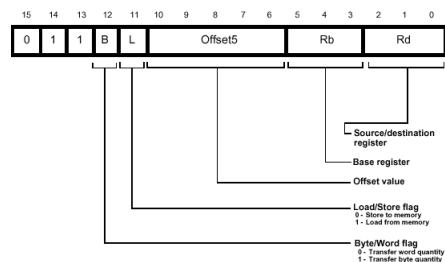 15 14 13 12 11 10 9 8 7 6 5 4 3 2 1 0
0 1 1 B L Offset5 Rb Rd
Source/destination
register
Base register
Offset value
Load/Store flag
0 - Store to memory
1 - Load from memory
Byte/Word flag
0 - Transfer word quantity
1 - Transfer byte quantity